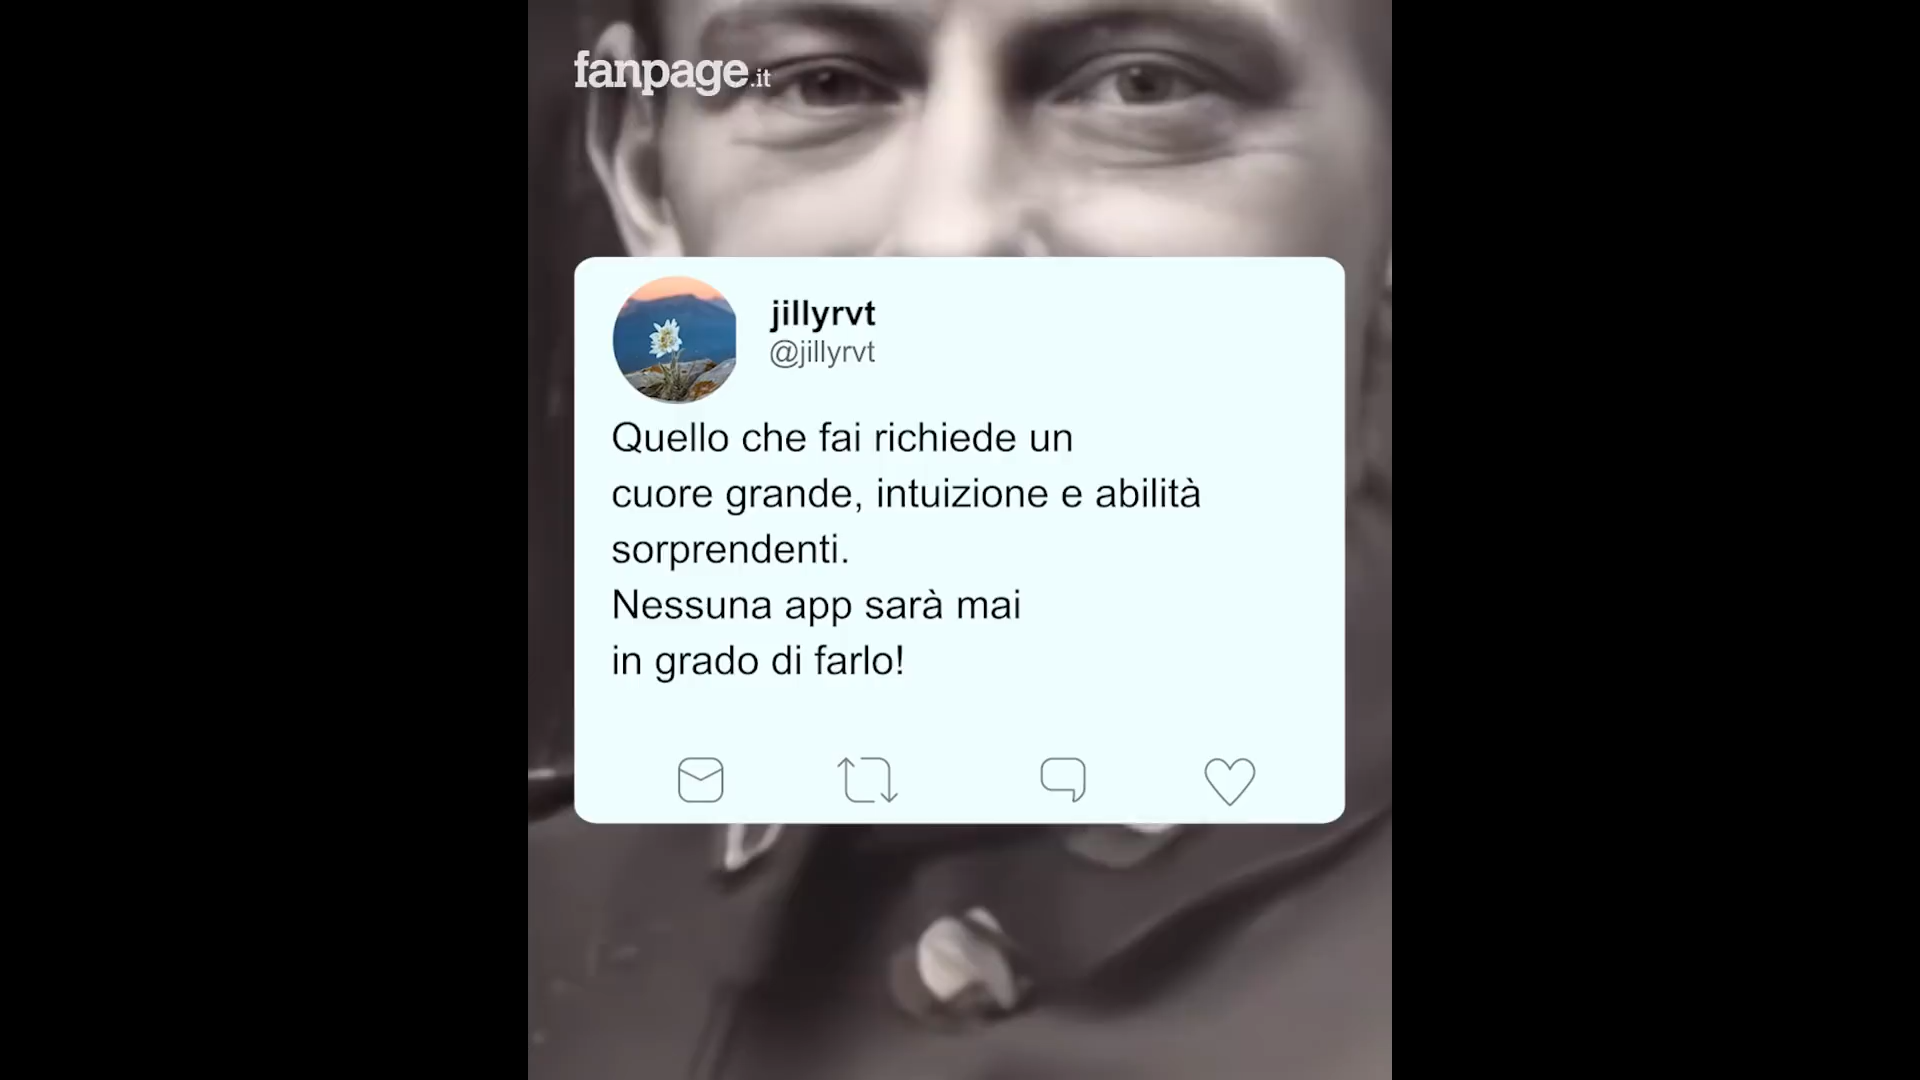 fanpage.it
jillyrvt
@jillyrvt
Quello che fai richiede un
cuore grande, intuizione e abilità
sorprendenti.
Nessuna app sarà mai
in grado di farlo!